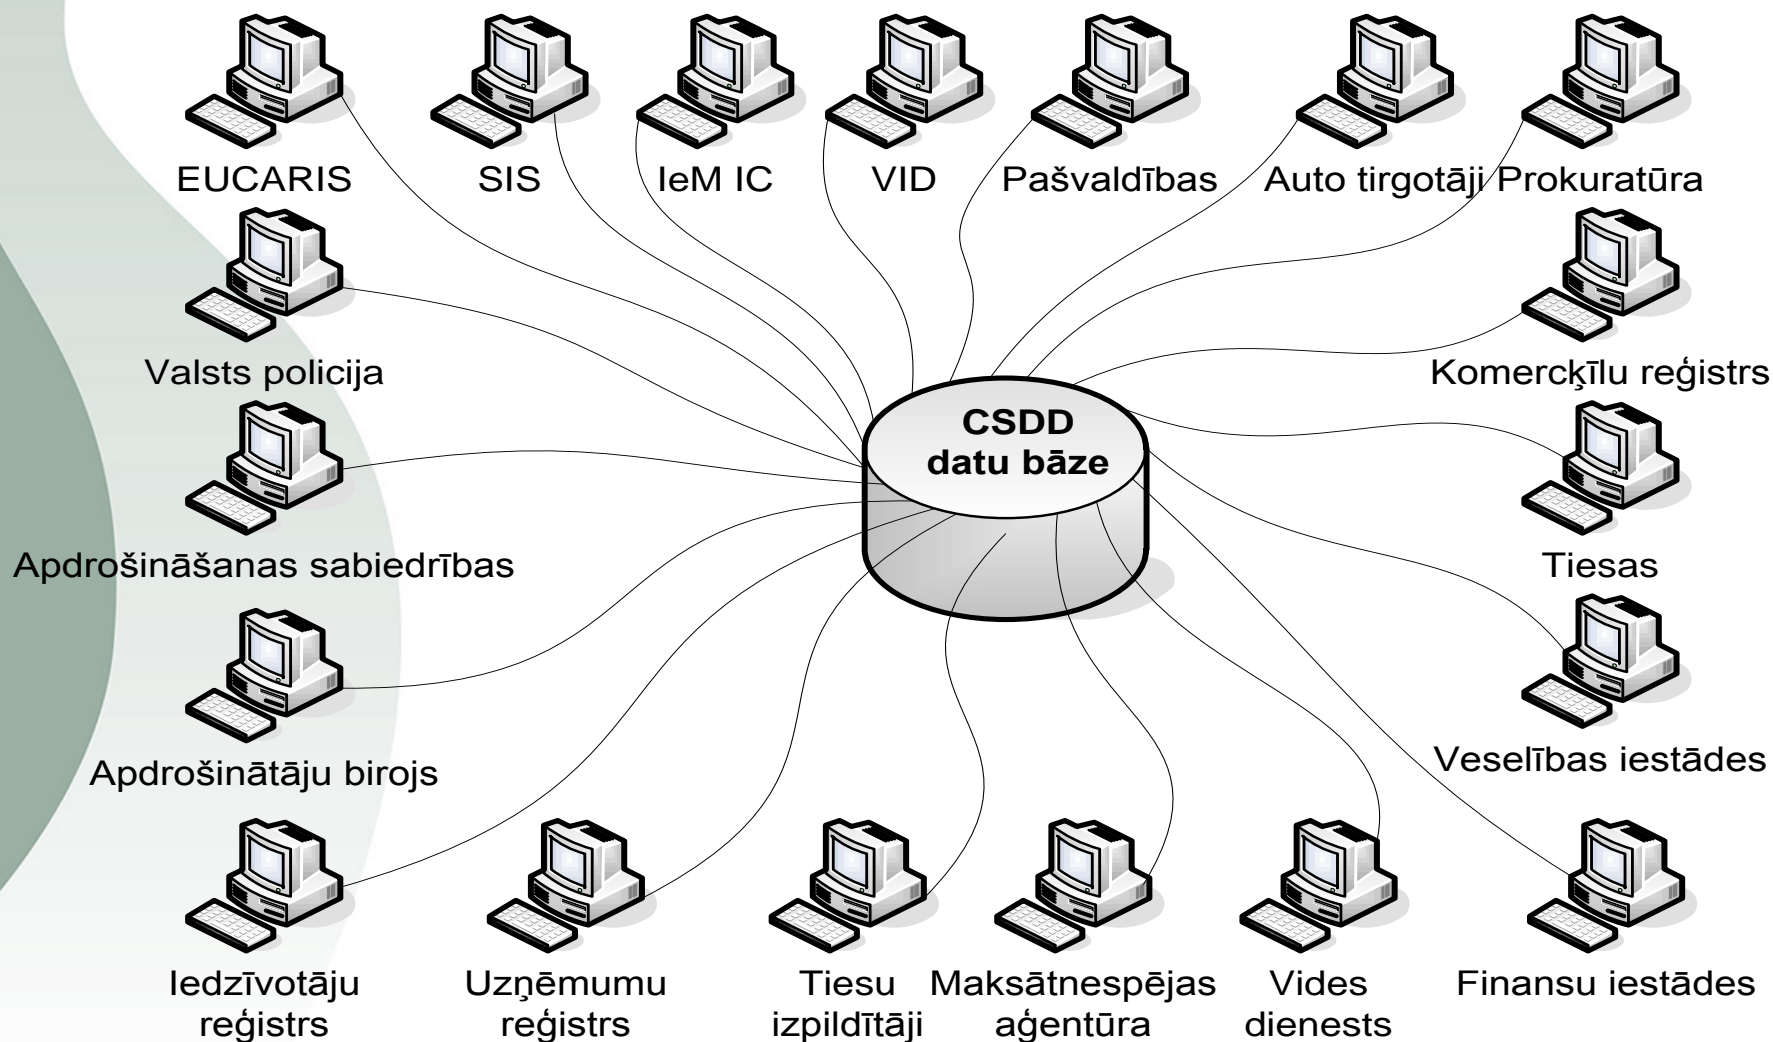 EUCARIS
SIS
IeM IC
VID
Pašvaldības
Auto tirgotāji
Prokuratūra
Valsts policija
Komercķīlu reģistrs
CSDD
datu bāze
Apdrošināšanas sabiedrības
Tiesas
Apdrošinātāju birojs
Veselības iestādes
Iedzīvotāju
reģistrs
Uzņēmumu
reģistrs
Tiesu
izpildītāji
Maksātnespējas
aģentūra
Vides
dienests
Finansu iestādes